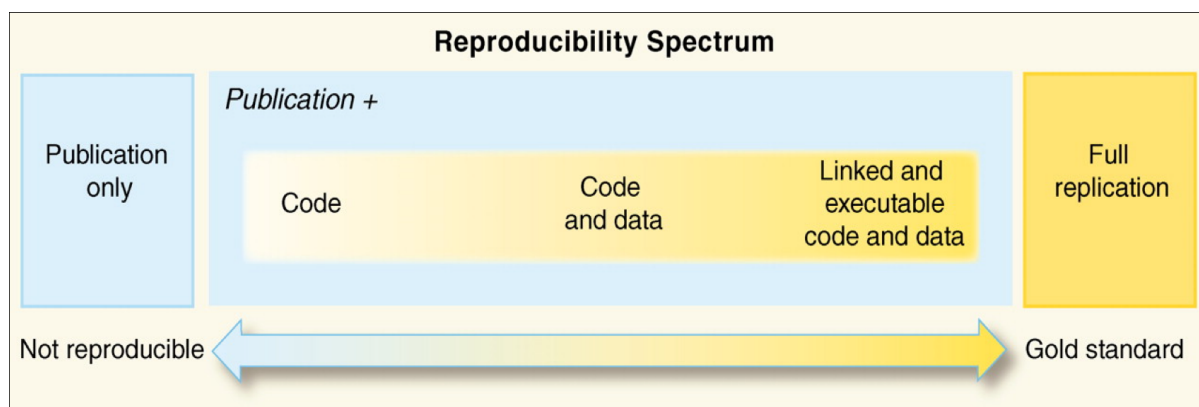 Reproducibility Spectrum
Publication
only
Publication +
Code
Code
and data
Linked and
executable
code and data
Full
replication
Not reproducible
Gold standard